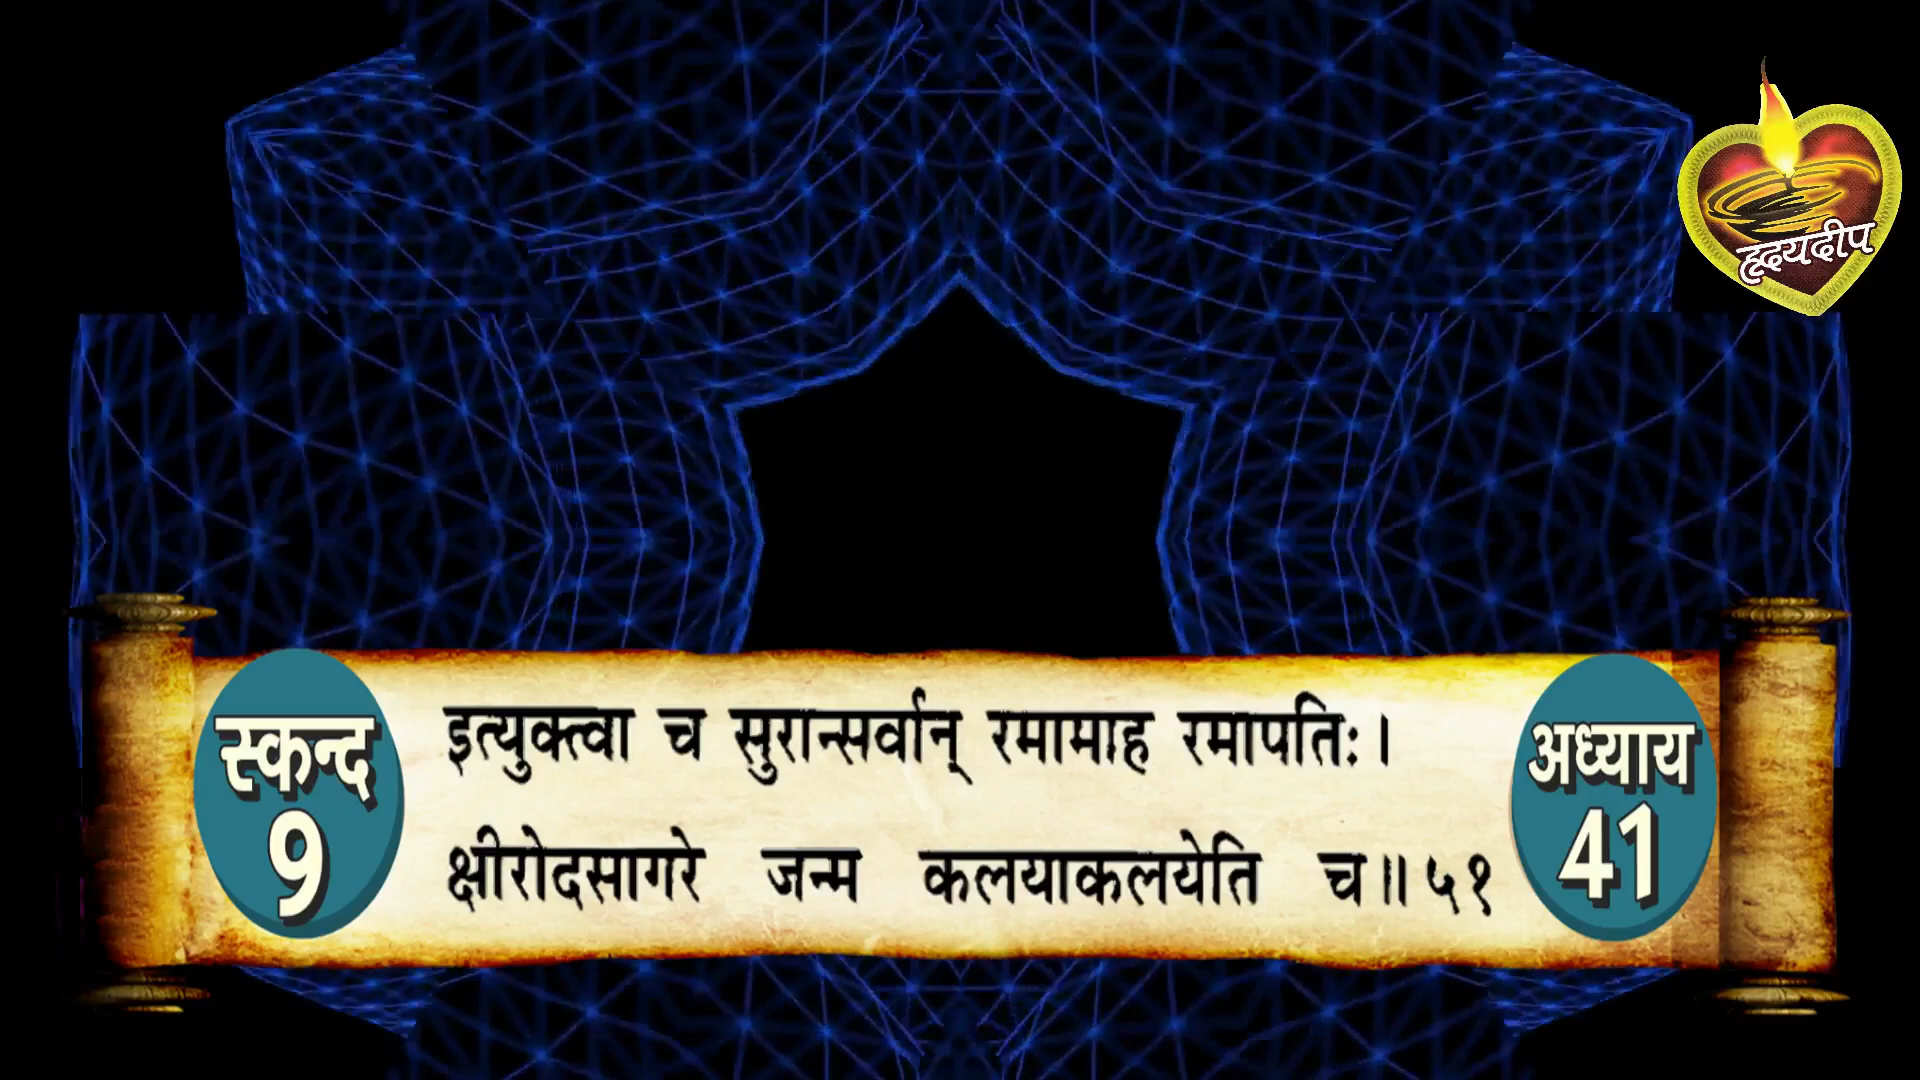 हृदयदीप
स्कन्द
9
इत्युक्त्वा च सुरान्सर्वान् रमामाह रमापतिः।
क्षीरोदसागरे जन्म कलयाकलयेति च॥ ५१
अध्याय
41